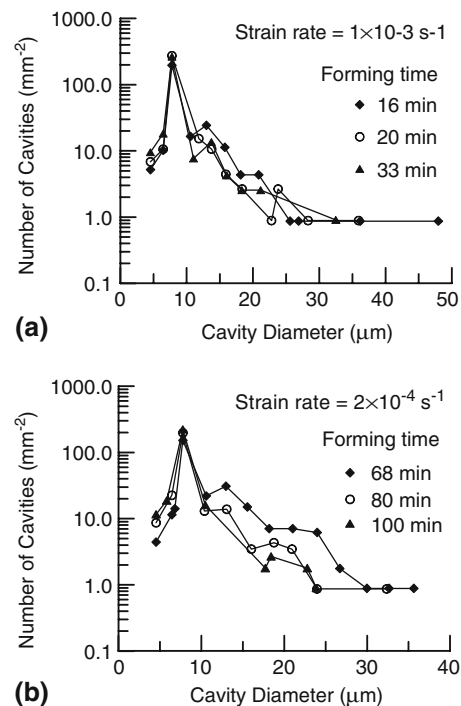 1000.0
100.0
10.0
1.0
0.1
Number of Cavities (mm⁻²)
Strain rate = 1×10-3 s-1
Forming time
16 min
20 min
33 min
0 10 20 30 40 50
Cavity Diameter (μm)
(a)
1000.0
100.0
10.0
1.0
0.1
Number of Cavities (mm⁻²)
Strain rate = 2×10⁻⁴ s⁻¹
Forming time
68 min
80 min
100 min
0 10 20 30 40
Cavity Diameter (μm)
(b)